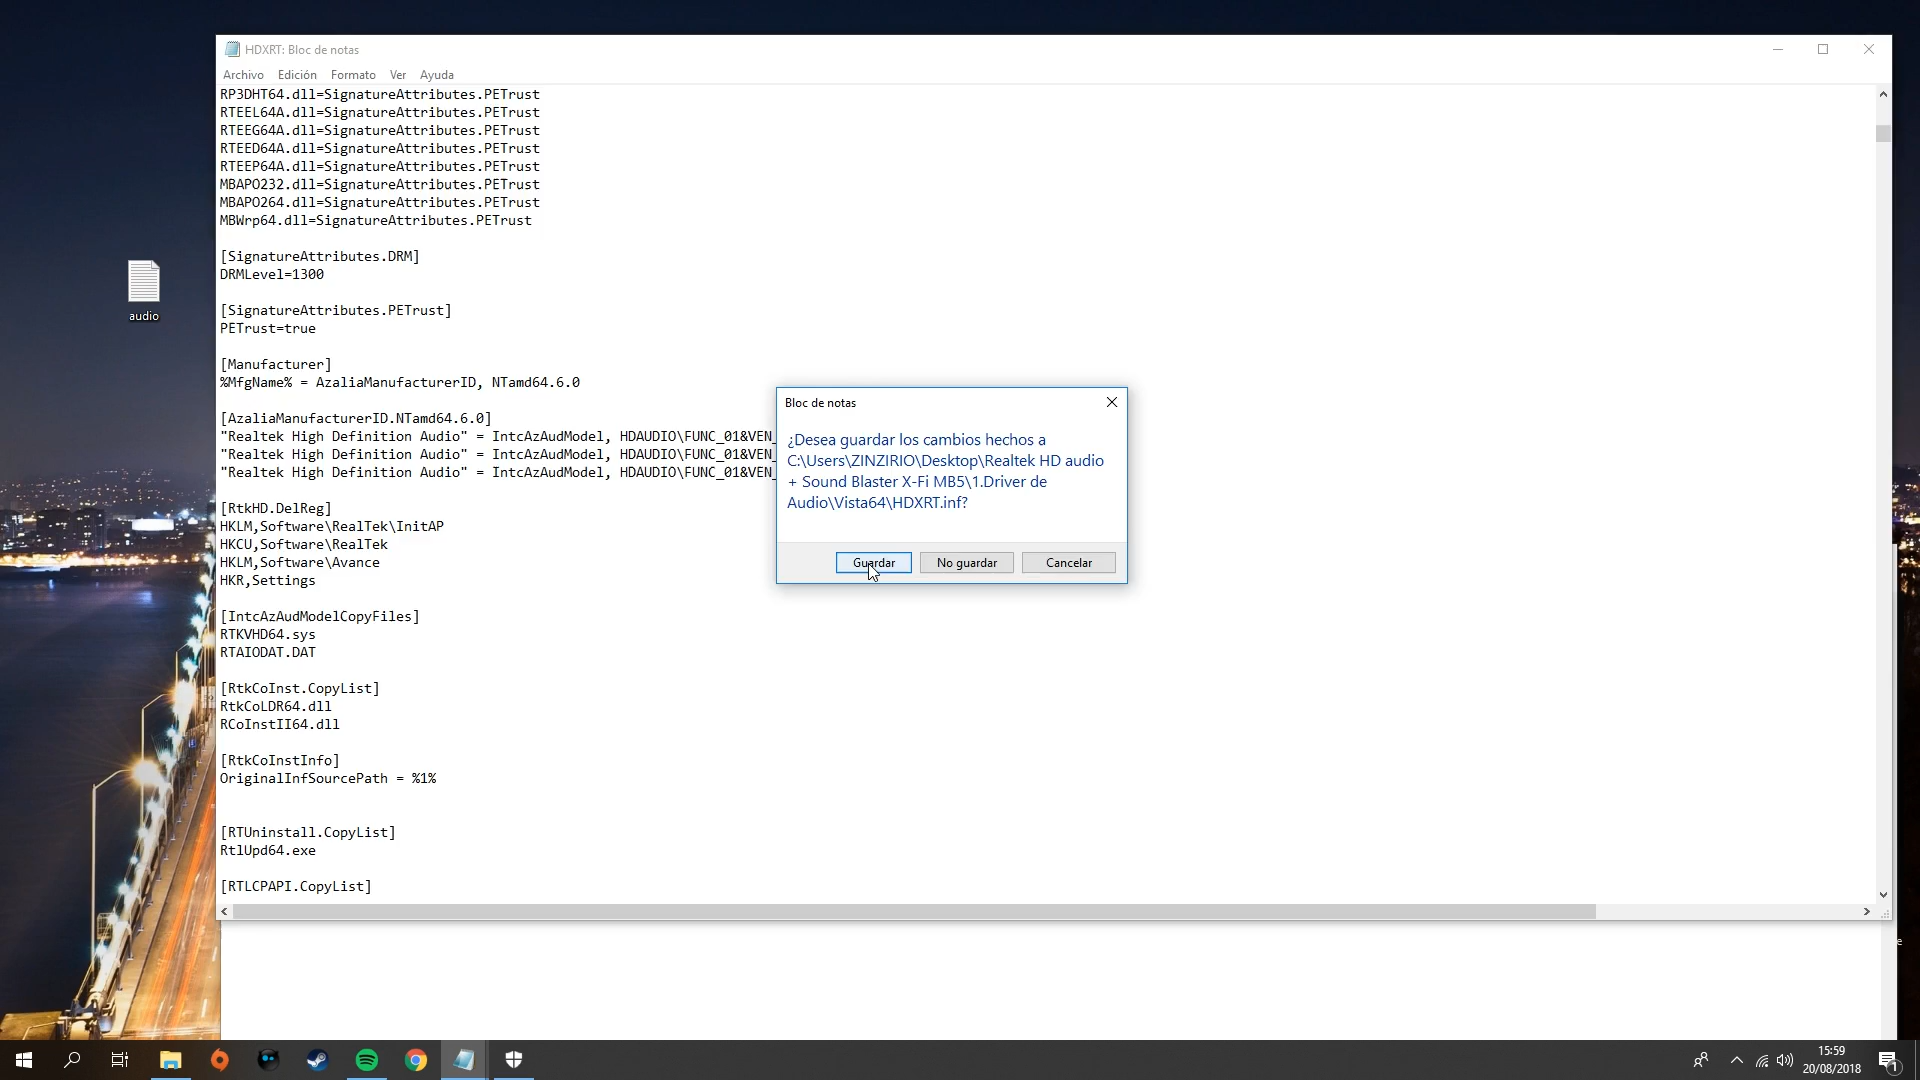 HDXRT: Bloc de notas
Archivo Edición Formato Ver Ayuda
RP3DHT64.dll=SignatureAttributes.PETrust
RTEEL64A.dll=SignatureAttributes.PETrust
RTEEG64A.dll=SignatureAttributes.PETrust
RTEED64A.dll=SignatureAttributes.PETrust
RTEEP64A.dll=SignatureAttributes.PETrust
MBAPO232.dll=SignatureAttributes.PETrust
MBAPO264.dll=SignatureAttributes.PETrust
MBWrp64.dll=SignatureAttributes.PETrust
[SignatureAttributes.DRM]
DRMLevel=1300
[SignatureAttributes.PETrust]
PETrust=true
[Manufacturer]
%MfgName% = AzaliaManufacturerID, NTamd64.6.0
[AzaliaManufacturerID.NTamd64.6.0]
"Realtek High Definition Audio" = IntcAzAudModel, HDAUDIO\FUNC_01&VEN_
"Realtek High Definition Audio" = IntcAzAudModel, HDAUDIO\FUNC_01&VEN_
"Realtek High Definition Audio" = IntcAzAudModel, HDAUDIO\FUNC_01&VEN_
[RtkHD.DelReg]
HKLM,Software\RealTek\InitAP
HKCU,Software\RealTek
HKLM,Software\Avance
HKR,Settings
[IntcAzAudModelCopyFiles]
RTKVHD64.sys
RTAIODAT.DAT
[RtkCoInst.CopyList]
RtkCoLDR64.dll
RCoInstII64.dll
[RtkCoInstInfo]
OriginalInfSourcePath = %1%
[RTUninstall.CopyList]
RtlUpd64.exe
[RTLCPAPI.CopyList]
audio
Bloc de notas
¿Desea guardar los cambios hechos a
C:\Users\ZINZIRIO\Desktop\Realtek HD audio
+ Sound Blaster X-Fi MB5\1.Driver de
Audio\Vista64\HDXRT.inf?
Guardar No guardar Cancelar
e
15:59
20/08/2018
1